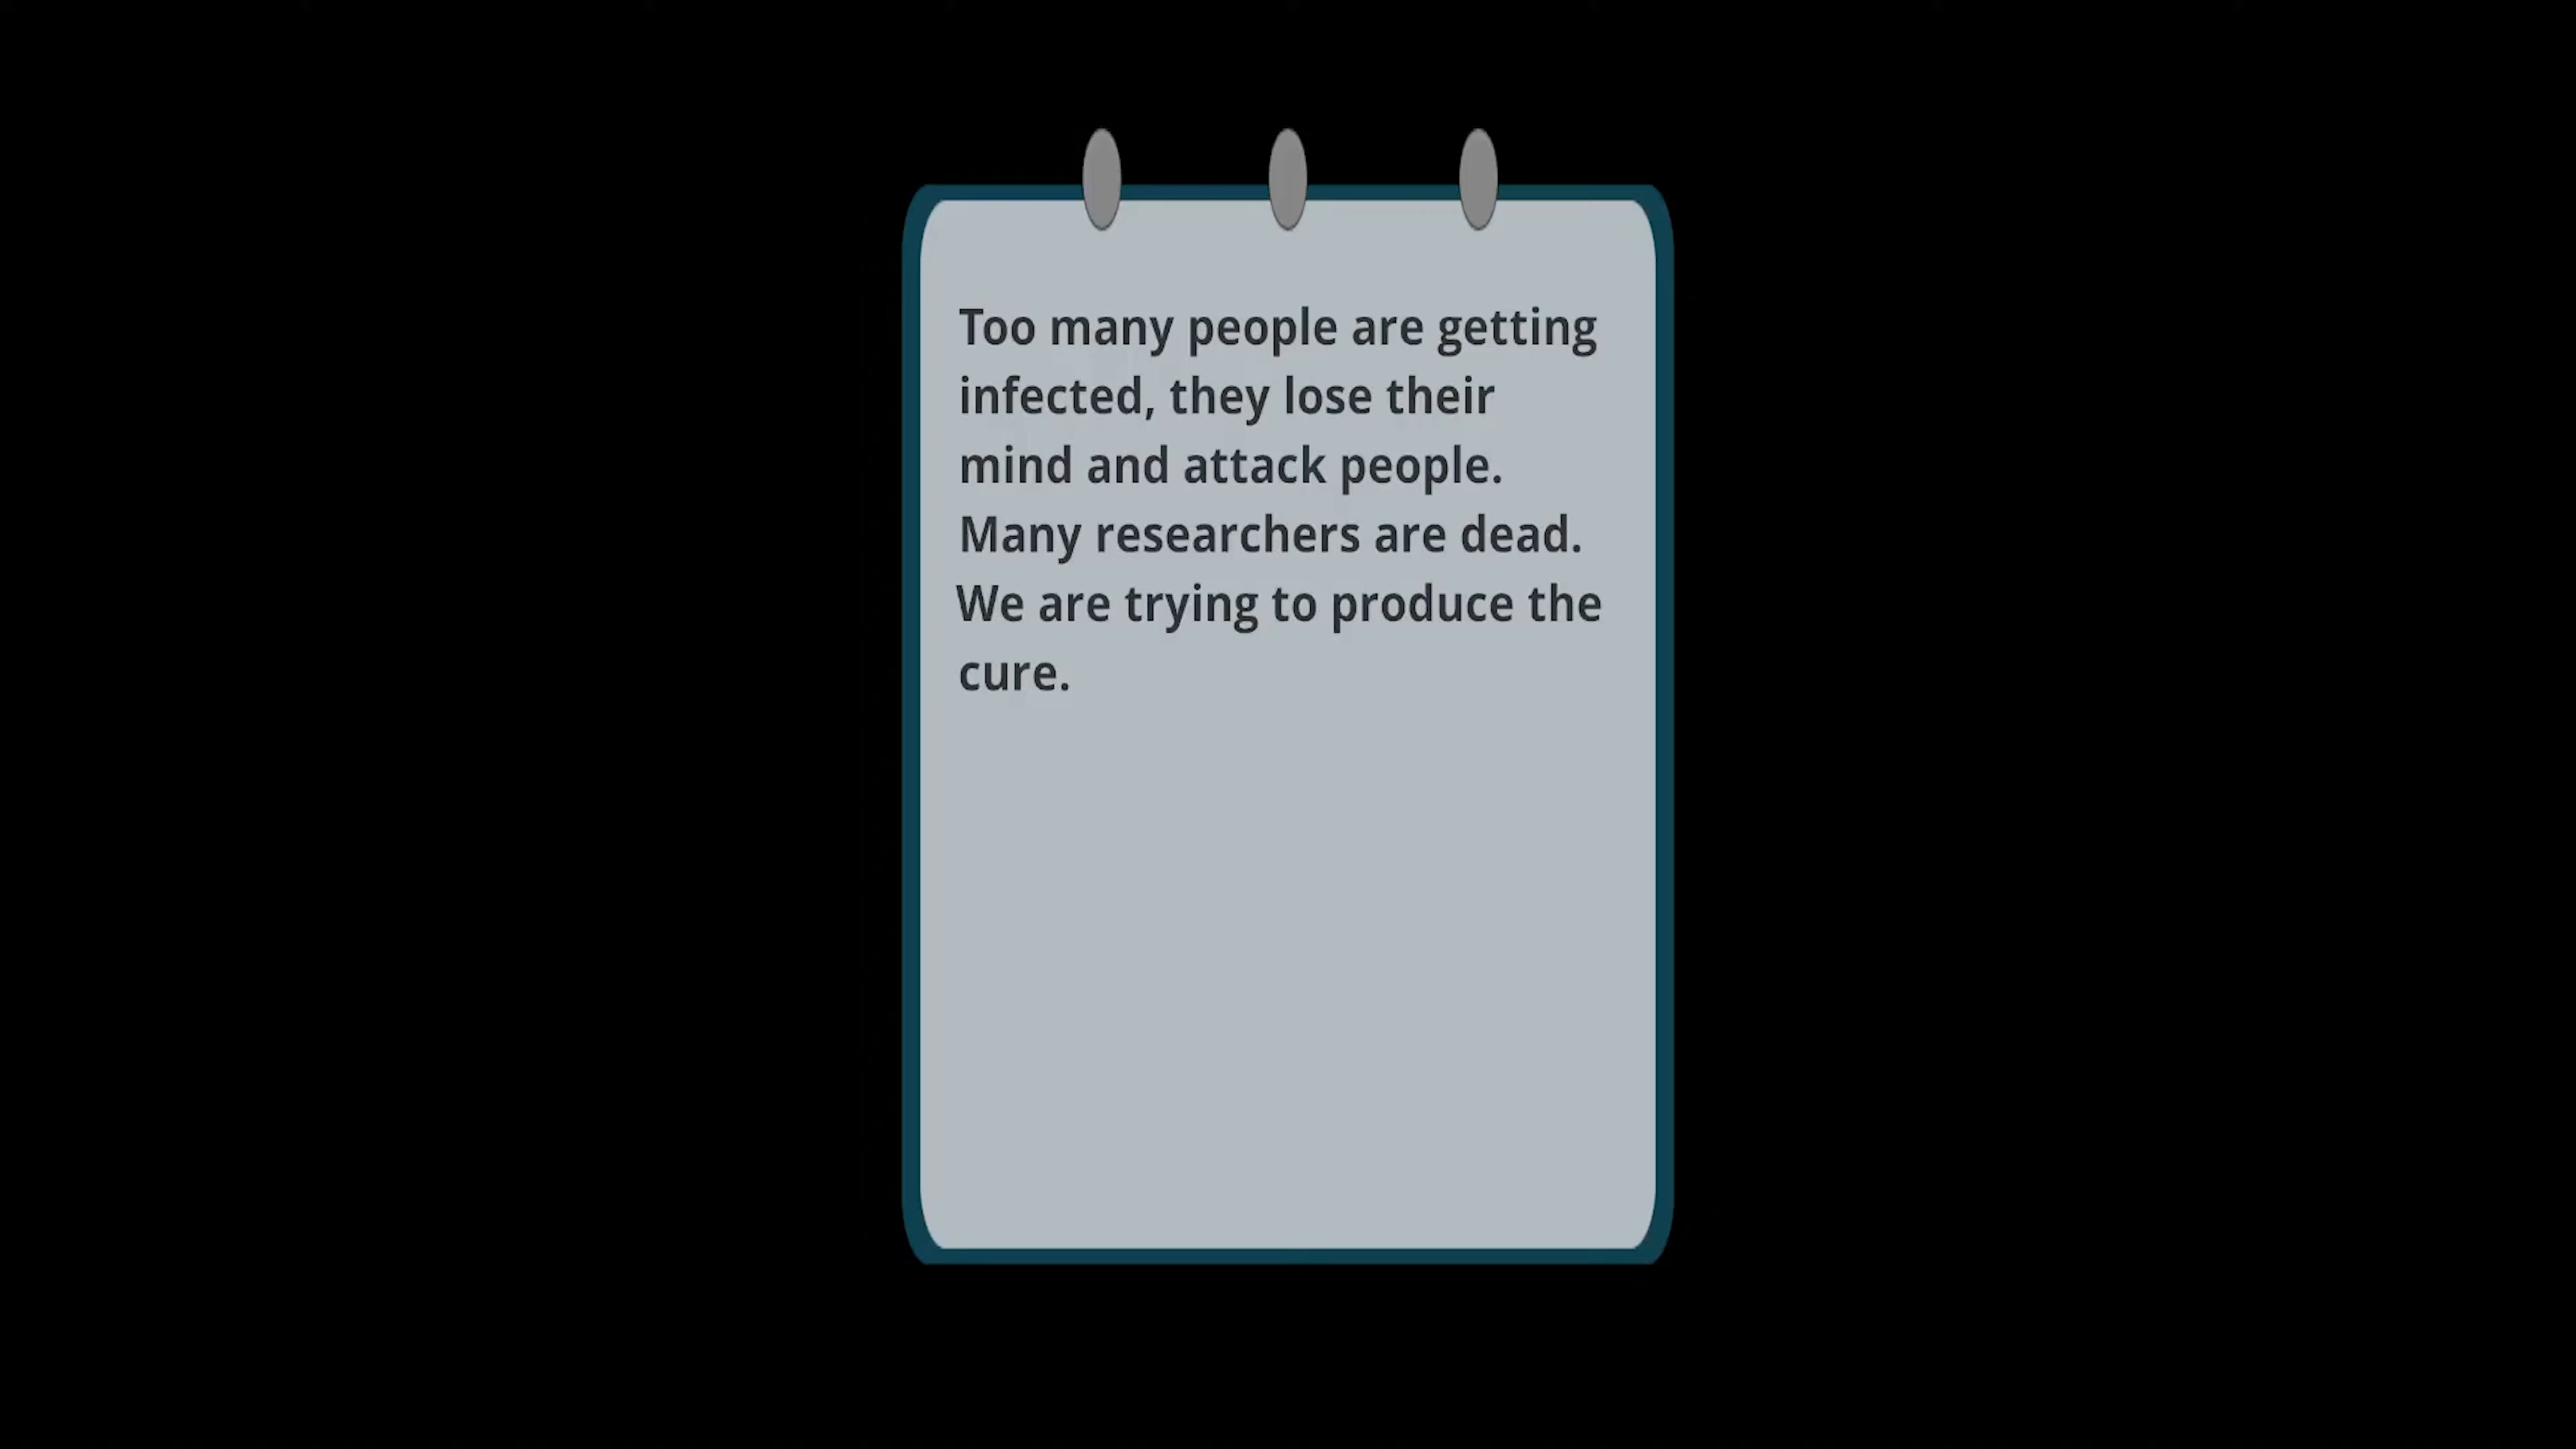 Too many people are getting
infected, they lose their
mind and attack people.
Many researchers are dead.
We are trying to produce the
cure.